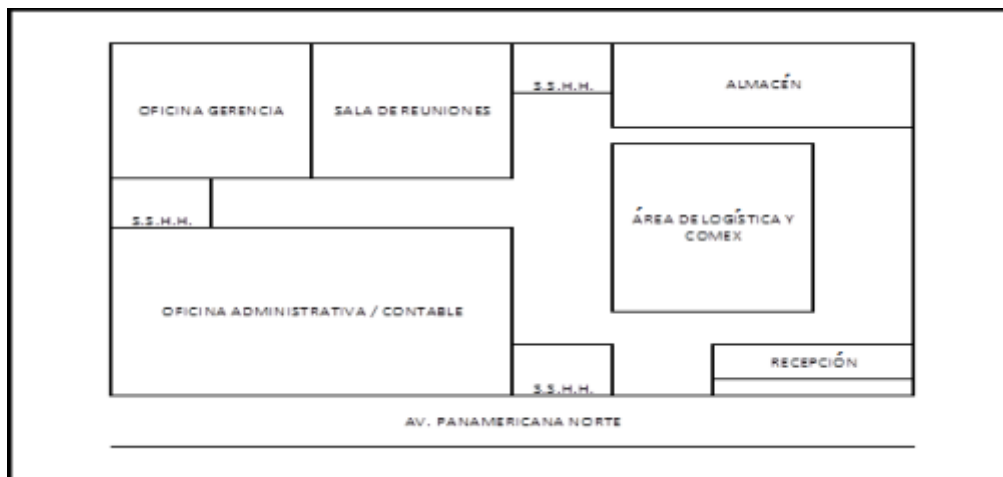 S.S.H.H.
ALMACÉN
OFICINA GERENCIA
SALA DE REUNIONES
S.S.H.H.
ÁREA DE LOGÍSTICA Y
COMEX
OFICINA ADMINISTRATIVA / CONTABLE
RECEPCIÓN
S.S.H.H.
AV. PANAMERICANA NORTE